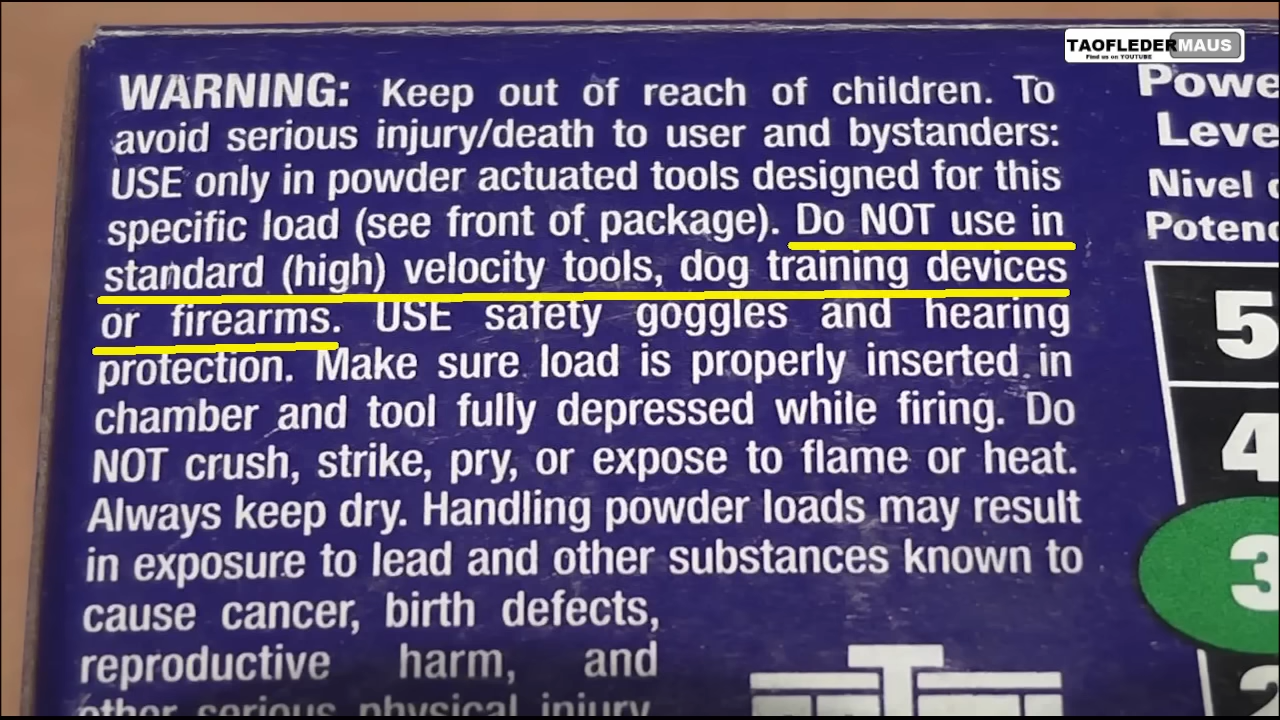 TAOFLEDERMAUS
Find us on YOUTUBE
WARNING: Keep out of reach of children. To
avoid serious injury/death to user and bystanders:
USE only in powder actuated tools designed for this
specific load (see front of package). Do NOT use in
standard (high) velocity tools, dog training devices
or firearms. USE safety goggles and hearing
protection. Make sure load is properly inserted in
chamber and tool fully depressed while firing. Do
NOT crush, strike, pry, or expose to flame or heat.
Always keep dry. Handling powder loads may result
in exposure to lead and other substances known to
cause cancer, birth defects,
reproductive harm, and
other serious physical injury.
Powe
Leve
Nivel
Potenc
5
4
3
2